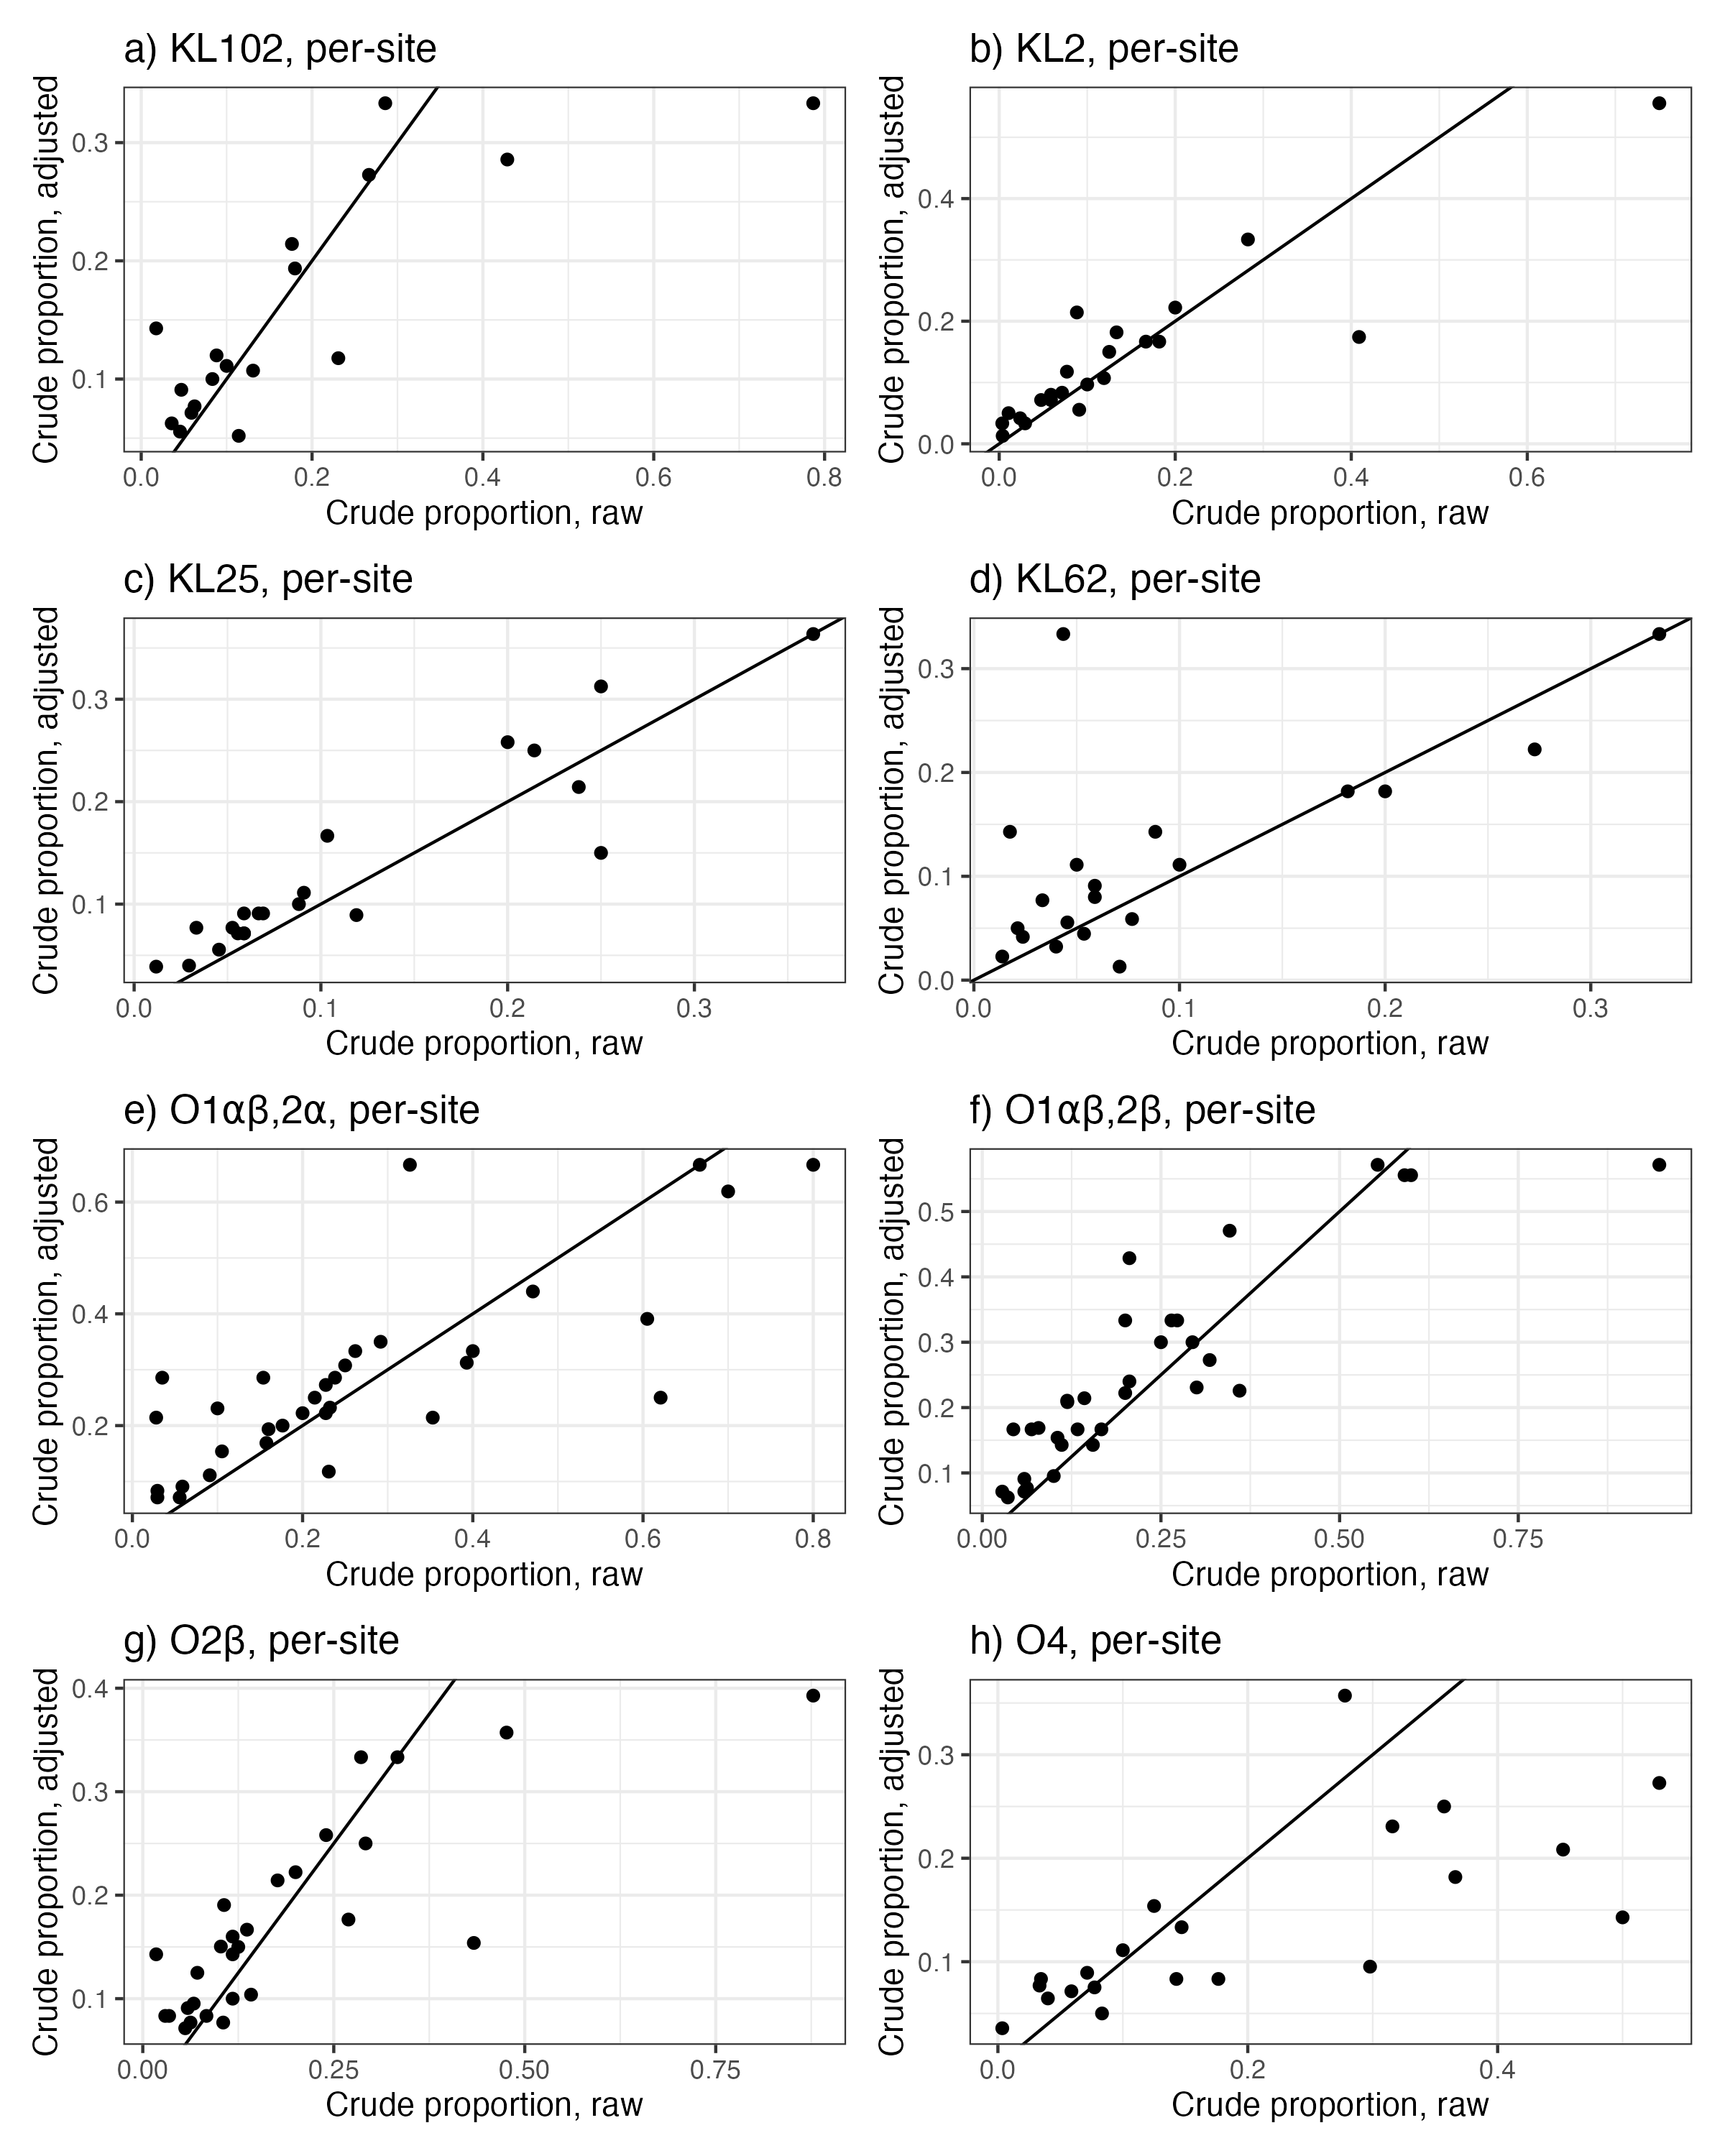 a) KL102, per-site
Crude proportion, adjusted
0.3
0.2
0.1
0.0 0.2 0.4 0.6 0.8
Crude proportion, raw
b) KL2, per-site
Crude proportion, adjusted
0.4
0.2
0.0
0.0 0.2 0.4 0.6
Crude proportion, raw
c) KL25, per-site
Crude proportion, adjusted
0.3
0.2
0.1
0.0 0.1 0.2 0.3
Crude proportion, raw
d) KL62, per-site
Crude proportion, adjusted
0.3
0.2
0.1
0.0
0.0 0.1 0.2 0.3
Crude proportion, raw
e) O1αβ,2α, per-site
Crude proportion, adjusted
0.6
0.4
0.2
0.0 0.2 0.4 0.6 0.8
Crude proportion, raw
f) O1αβ,2β, per-site
Crude proportion, adjusted
0.5
0.4
0.3
0.2
0.1
0.00 0.25 0.50 0.75
Crude proportion, raw
g) O2β, per-site
Crude proportion, adjusted
0.4
0.3
0.2
0.1
0.00 0.25 0.50 0.75
Crude proportion, raw
h) O4, per-site
Crude proportion, adjusted
0.3
0.2
0.1
0.0 0.2 0.4
Crude proportion, raw